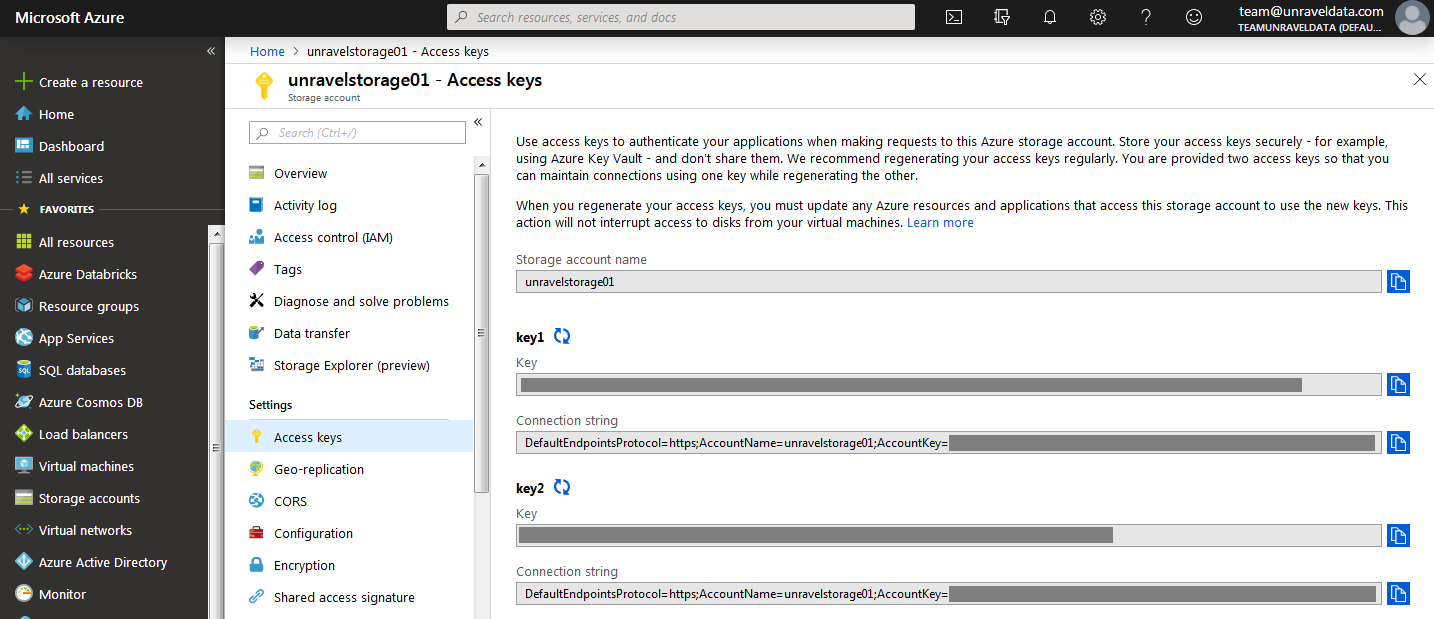 Microsoft Azure
Search resources, services, and docs
team@unraveldata.com
TEAMUNRAVELDATA (DEFAU...
«
Create a resource
Home
Dashboard
All services
FAVORITES
All resources
Azure Databricks
Resource groups
App Services
SQL databases
Azure Cosmos DB
Load balancers
Virtual machines
Storage accounts
Virtual networks
Azure Active Directory
Monitor
Home > unravelstorage01 - Access keys
unravelstorage01 - Access keys
Storage account
Search (Ctrl+/)
«
Overview
Activity log
Access control (IAM)
Tags
Diagnose and solve problems
Data transfer
Storage Explorer (preview)
Settings
Access keys
Geo-replication
CORS
Configuration
Encryption
Shared access signature
Use access keys to authenticate your applications when making requests to this Azure storage account. Store your access keys securely - for example,
using Azure Key Vault - and don't share them. We recommend regenerating your access keys regularly. You are provided two access keys so that you
can maintain connections using one key while regenerating the other.
When you regenerate your access keys, you must update any Azure resources and applications that access this storage account to use the new keys. This
action will not interrupt access to disks from your virtual machines. Learn more
Storage account name
unravelstorage01
key1
Key
Connection string
DefaultEndpointsProtocol=https;AccountName=unravelstorage01;AccountKey=
key2
Key
Connection string
DefaultEndpointsProtocol=https;AccountName=unravelstorage01;AccountKey=